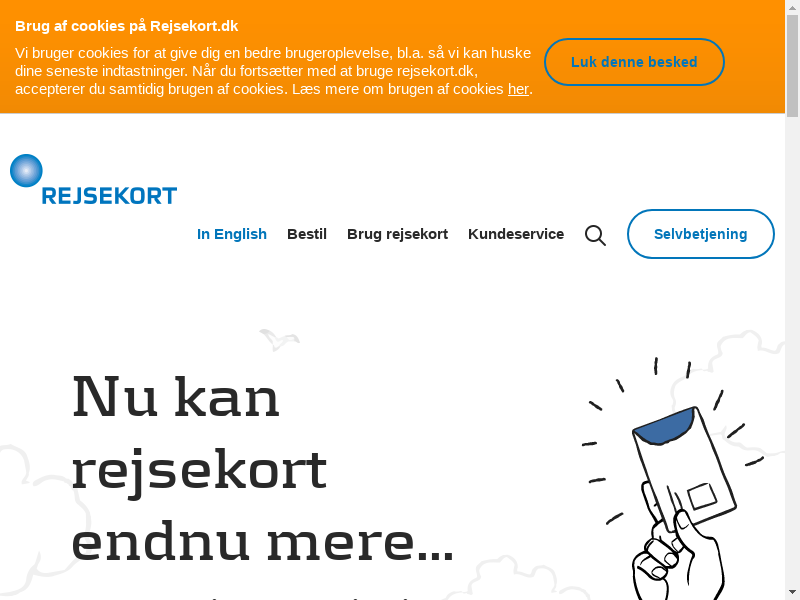 Brug af cookies på Rejsekort.dk
Vi bruger cookies for at give dig en bedre brugeroplevelse, bl.a. så vi kan huske
dine seneste indtastninger. Når du fortsætter med at bruge rejsekort.dk,
accepterer du samtidig brugen af cookies. Læs mere om brugen af cookies her.
Luk denne besked
REJSEKORT
In English Bestil Brug rejsekort Kundeservice Selvbetjening
Nu kan
rejsekort
endnu mere...